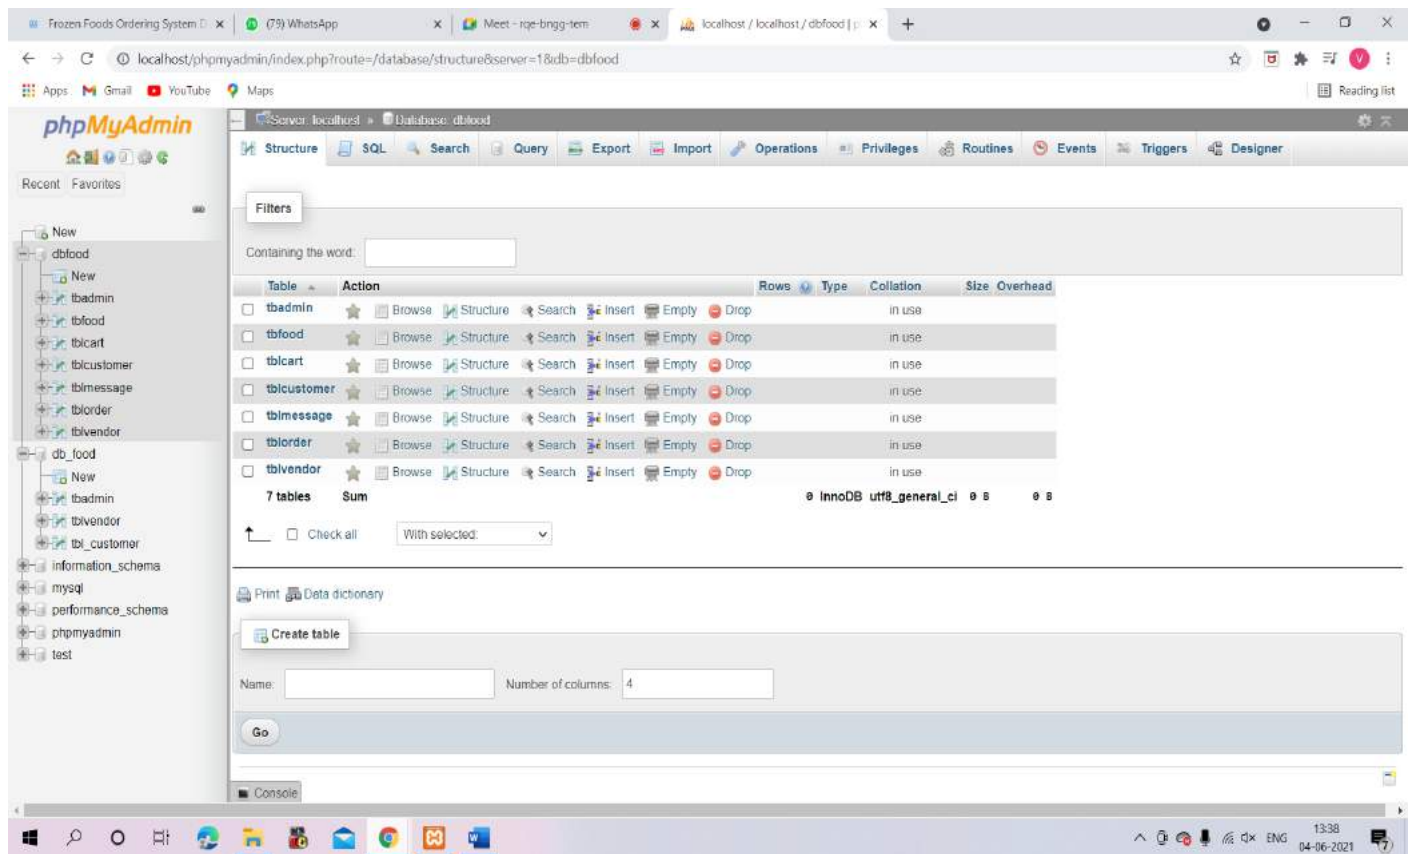 Frozen Foods Ordering System D
(79) WhatsApp
Meet - rqe-bngg-tem
localhost / localhost / dbfood | p
localhost/phpmyadmin/index.php?route=/database/structure&server=1&db=dbfood
Apps Gmail YouTube Maps Reading list
phpMyAdmin
Recent Favorites
New
dbfood
New
tbadmin
tbfood
tblcart
tblcustomer
tblmessage
tblorder
tblvendor
db_food
New
tbadmin
tblvendor
tbl_customer
information_schema
mysql
performance_schema
phpmyadmin
test
Server: localhost » Database: dbfood
Structure SQL Search Query Export Import Operations Privileges Routines Events Triggers Designer
Filters
Containing the word:
Table Action Rows Type Collation Size Overhead
tbadmin Browse Structure Search Insert Empty Drop in use
tbfood Browse Structure Search Insert Empty Drop in use
tblcart Browse Structure Search Insert Empty Drop in use
tblcustomer Browse Structure Search Insert Empty Drop in use
tblmessage Browse Structure Search Insert Empty Drop in use
tblorder Browse Structure Search Insert Empty Drop in use
tblvendor Browse Structure Search Insert Empty Drop in use
7 tables Sum 0 InnoDB utf8_general_ci 0 B 0 B
Check all With selected:
Print Data dictionary
Create table
Name: Number of columns: 4
Go
Console
ENG 13:38
04-06-2021